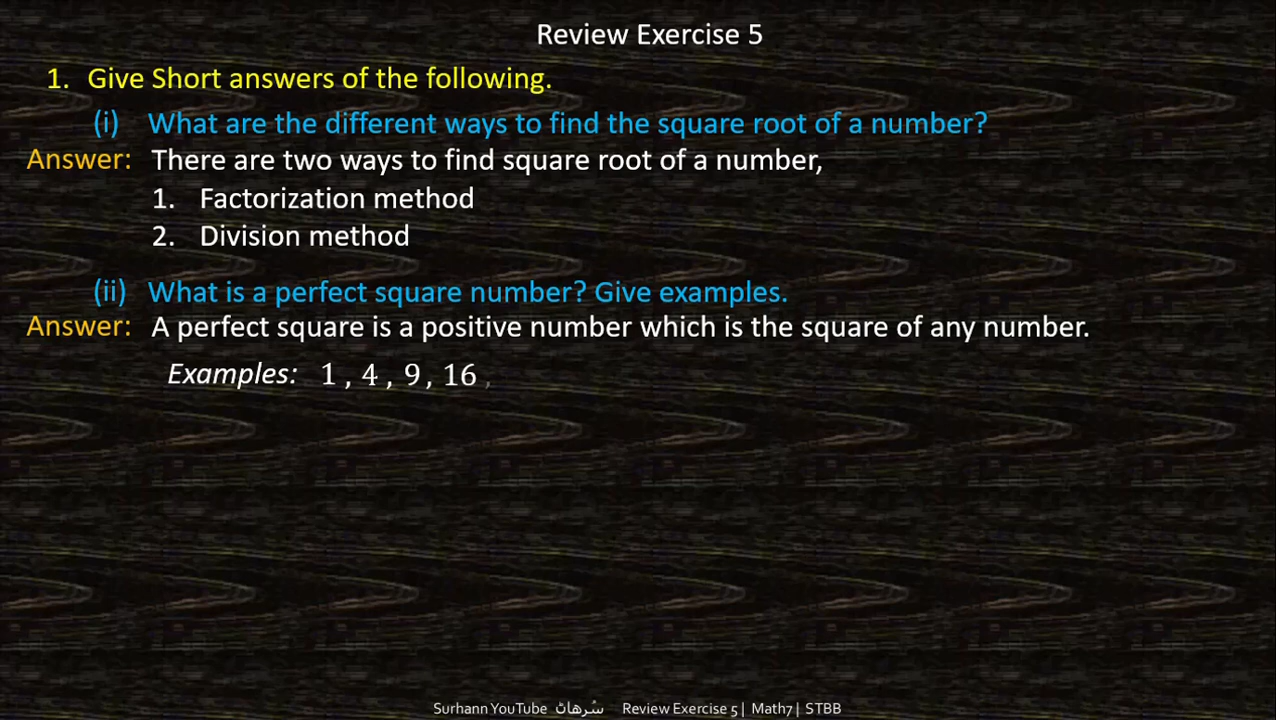 Review Exercise 5
1. Give Short answers of the following.
(i) What are the different ways to find the square root of a number?
Answer: There are two ways to find square root of a number,
1. Factorization method
2. Division method
(ii) What is a perfect square number? Give examples.
Answer: A perfect square is a positive number which is the square of any number.
Examples: 1 , 4 , 9 , 16 ,
Surhann YouTube سُرهاڻ Review Exercise 5 | Math7 | STBB